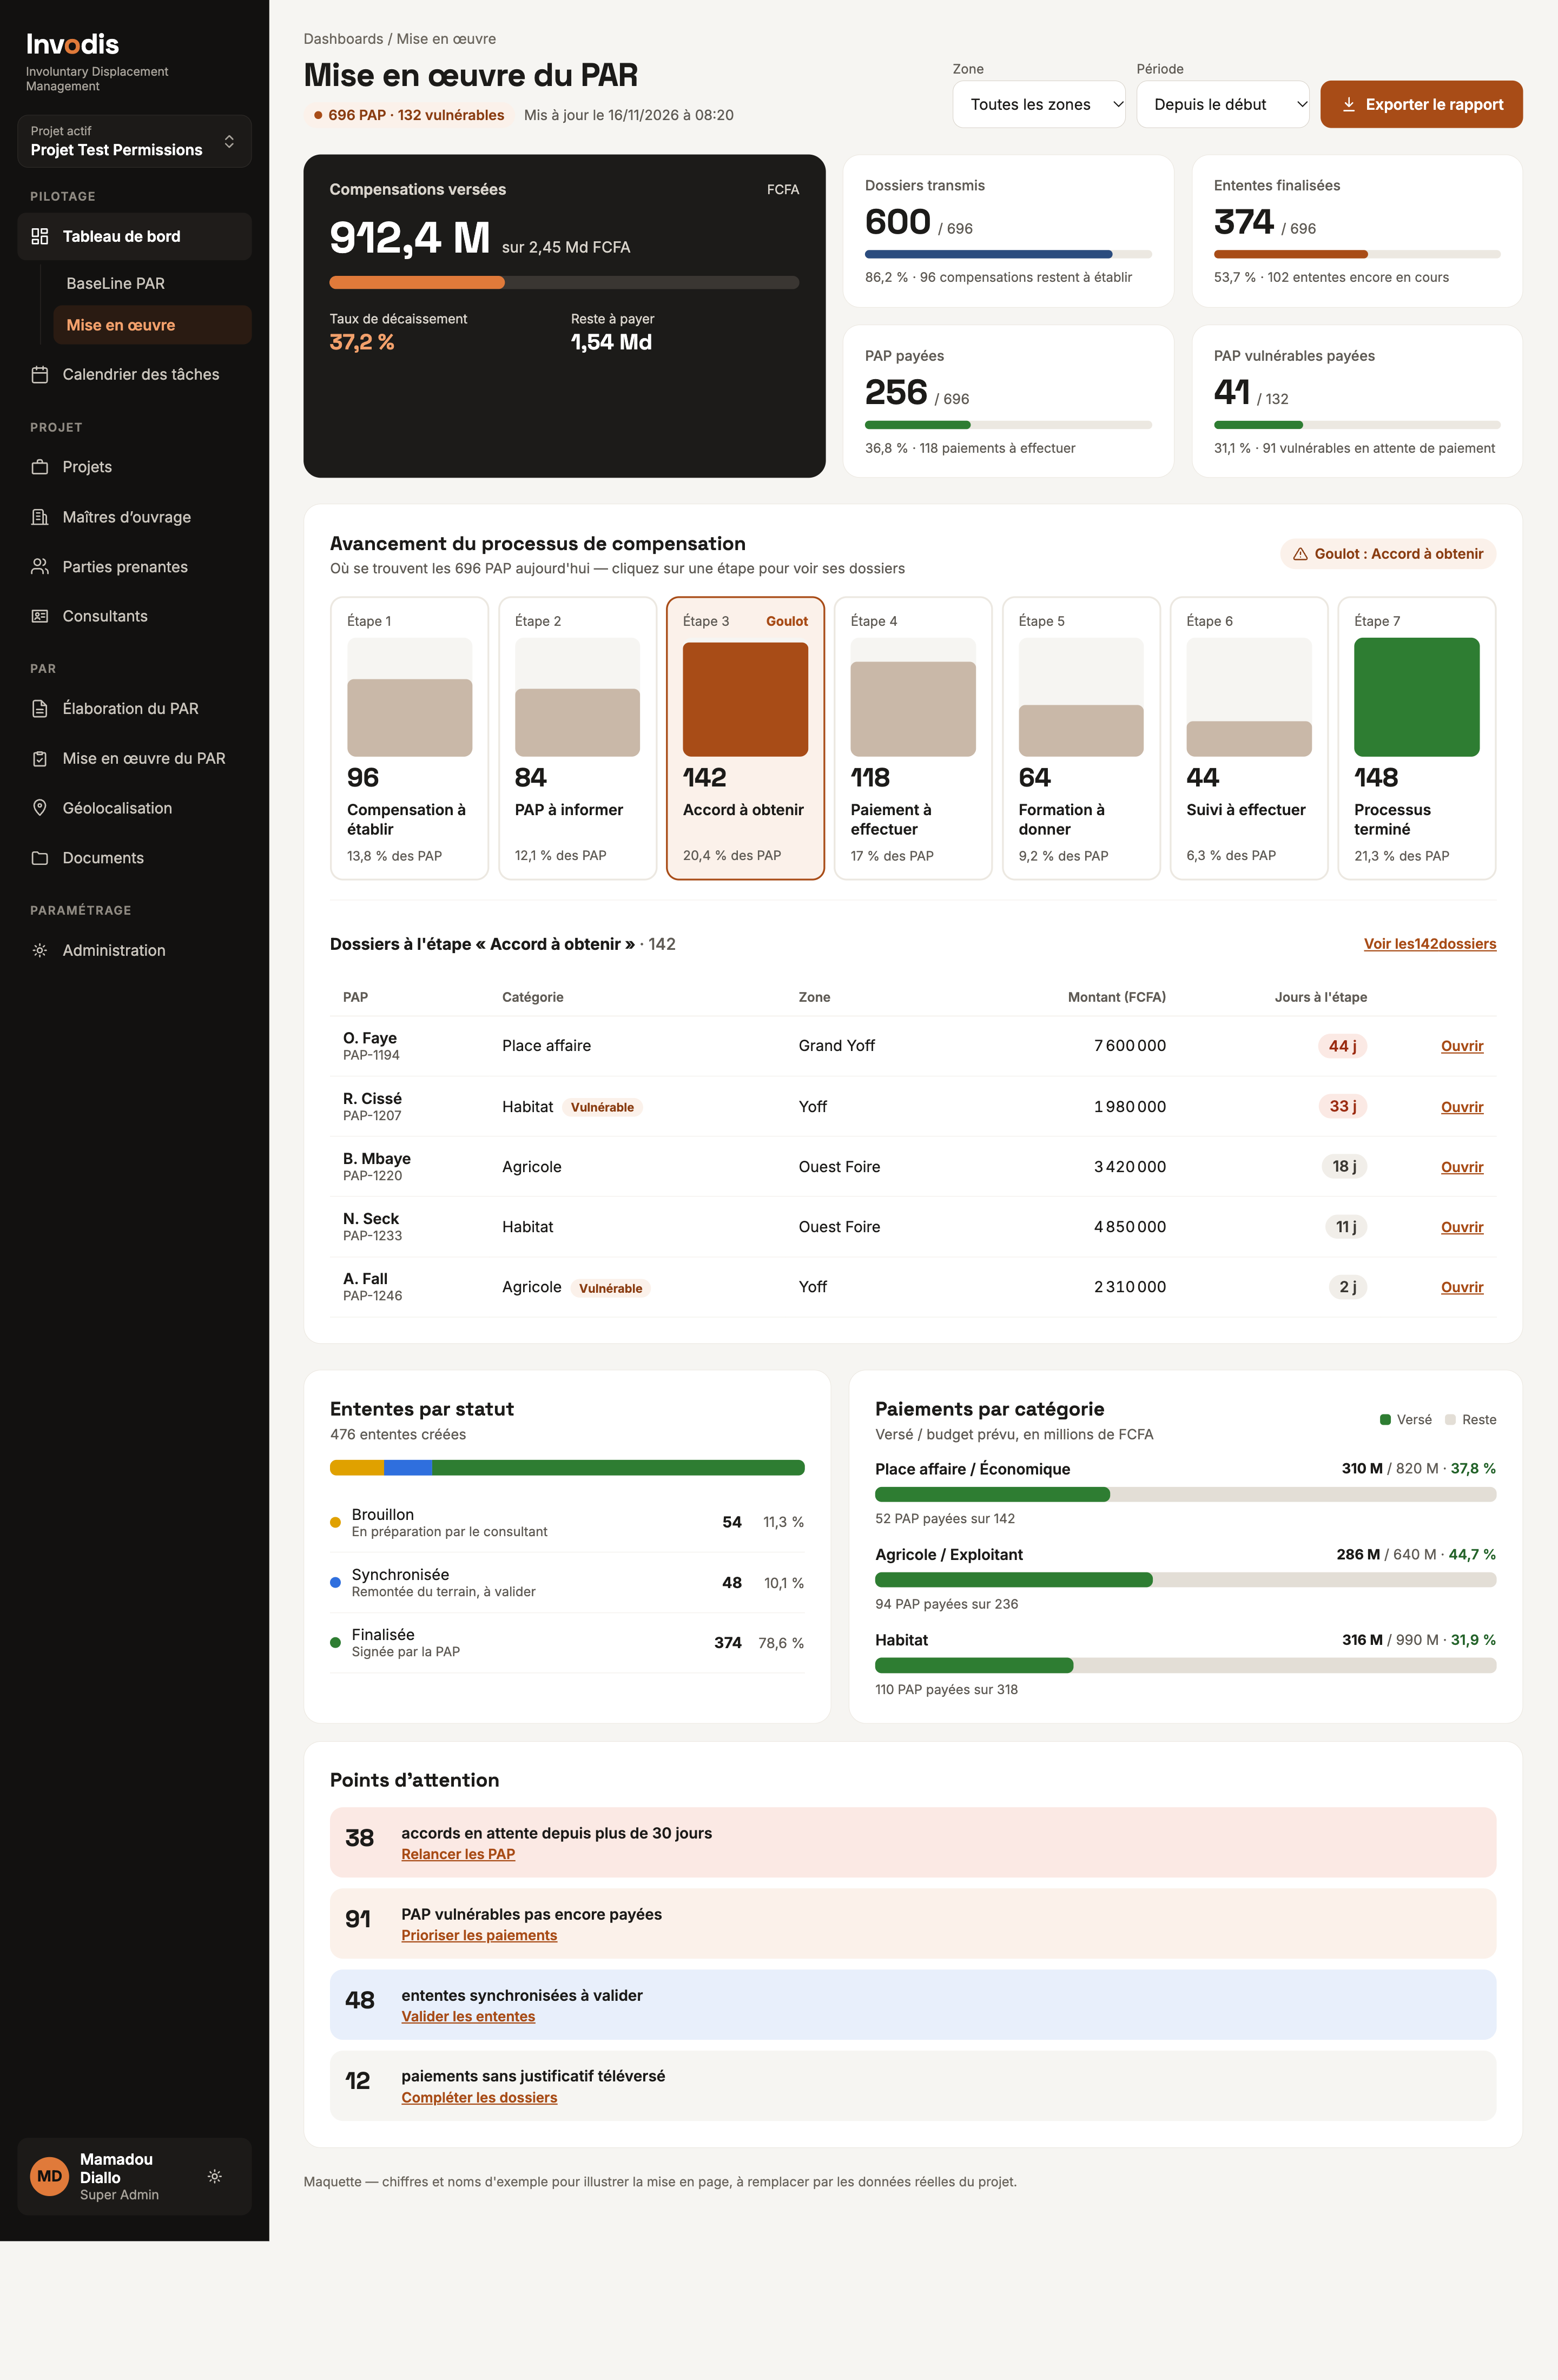 Invodis
Involuntary Displacement
Management
Projet actif
Projet Test Permissions
PILOTAGE
Tableau de bord
BaseLine PAR
Mise en œuvre
Calendrier des tâches
PROJET
Projets
Maîtres d’ouvrage
Parties prenantes
Consultants
PAR
Élaboration du PAR
Mise en œuvre du PAR
Géolocalisation
Documents
PARAMÉTRAGE
Administration
MD
Mamadou
Diallo
Super Admin
Dashboards / Mise en œuvre
Mise en œuvre du PAR
696 PAP · 132 vulnérables
Mis à jour le 16/11/2026 à 08:20
Zone
Toutes les zones
Période
Depuis le début
Exporter le rapport
Compensations versées
FCFA
912,4 M sur 2,45 Md FCFA
Taux de décaissement
37,2 %
Reste à payer
1,54 Md
Dossiers transmis
600 / 696
86,2 % · 96 compensations restent à établir
Ententes finalisées
374 / 696
53,7 % · 102 ententes encore en cours
PAP payées
256 / 696
36,8 % · 118 paiements à effectuer
PAP vulnérables payées
41 / 132
31,1 % · 91 vulnérables en attente de paiement
Avancement du processus de compensation
Où se trouvent les 696 PAP aujourd'hui — cliquez sur une étape pour voir ses dossiers
Goulot : Accord à obtenir
Étape 1
96
Compensation à
établir
13,8 % des PAP
Étape 2
84
PAP à informer
12,1 % des PAP
Étape 3
Goulot
142
Accord à obtenir
20,4 % des PAP
Étape 4
118
Paiement à
effectuer
17 % des PAP
Étape 5
64
Formation à
donner
9,2 % des PAP
Étape 6
44
Suivi à effectuer
6,3 % des PAP
Étape 7
148
Processus
terminé
21,3 % des PAP
Dossiers à l'étape « Accord à obtenir » · 142
Voir les142dossiers
PAP Catégorie Zone Montant (FCFA) Jours à l'étape
O. Faye
PAP-1194
Place affaire Grand Yoff 7 600 000 44 j Ouvrir
R. Cissé
PAP-1207
Habitat Vulnérable Yoff 1 980 000 33 j Ouvrir
B. Mbaye
PAP-1220
Agricole Ouest Foire 3 420 000 18 j Ouvrir
N. Seck
PAP-1233
Habitat Ouest Foire 4 850 000 11 j Ouvrir
A. Fall
PAP-1246
Agricole Vulnérable Yoff 2 310 000 2 j Ouvrir
Ententes par statut
476 ententes créées
Brouillon
En préparation par le consultant
54 11,3 %
Synchronisée
Remontée du terrain, à valider
48 10,1 %
Finalisée
Signée par la PAP
374 78,6 %
Paiements par catégorie
Versé / budget prévu, en millions de FCFA
Versé Reste
Place affaire / Économique 310 M / 820 M · 37,8 %
52 PAP payées sur 142
Agricole / Exploitant 286 M / 640 M · 44,7 %
94 PAP payées sur 236
Habitat 316 M / 990 M · 31,9 %
110 PAP payées sur 318
Points d’attention
38 accords en attente depuis plus de 30 jours
Relancer les PAP
91 PAP vulnérables pas encore payées
Prioriser les paiements
48 ententes synchronisées à valider
Valider les ententes
12 paiements sans justificatif téléversé
Compléter les dossiers
Maquette — chiffres et noms d'exemple pour illustrer la mise en page, à remplacer par les données réelles du projet.